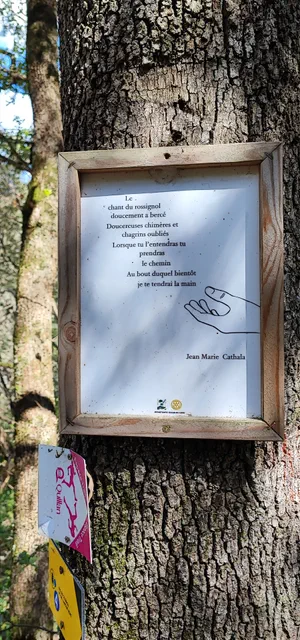 Le
chant du rossignol
doucement a bercé
Doucereuses chimères et
chagrins oubliés
Lorsque tu l'entendras tu
prendras
le chemin
Au bout duquel bientôt
je te tendrai la main
Jean Marie Cathala
Quillan